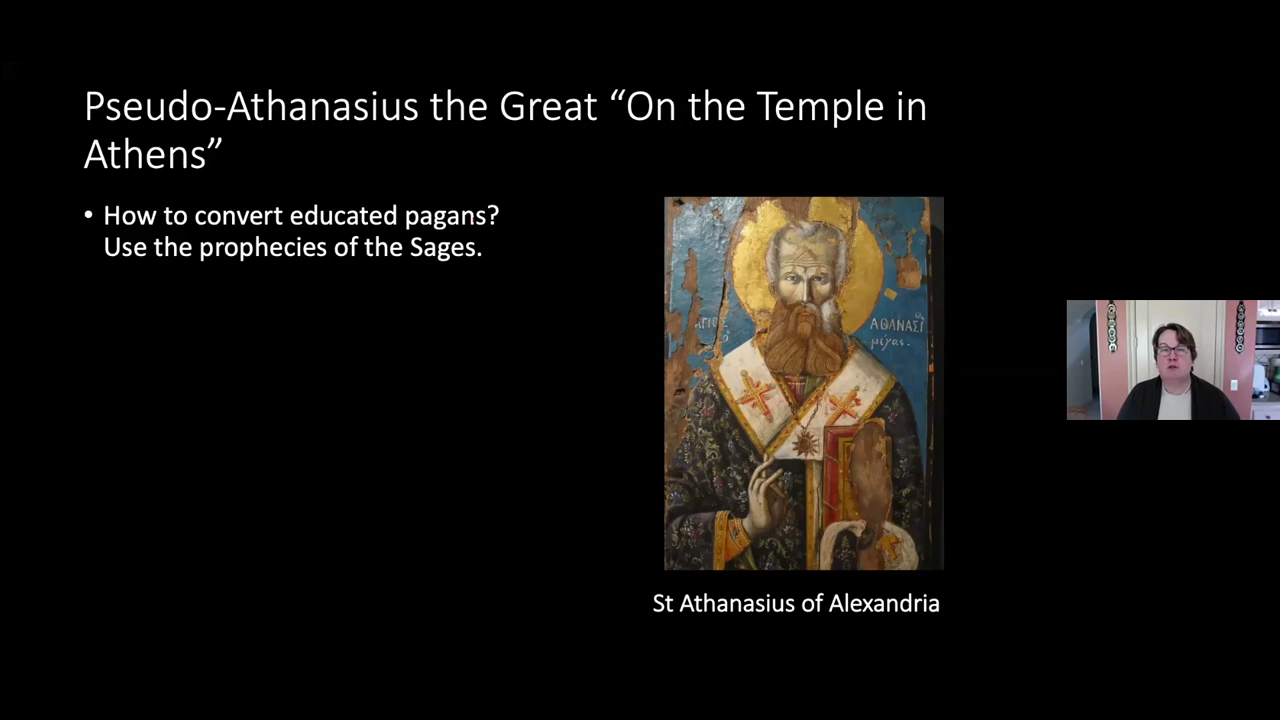 Pseudo-Athanasius the Great “On the Temple in
Athens”
• How to convert educated pagans?
Use the prophecies of the Sages.
ΑΘΑΝΑΣΙ
μέγας.
St Athanasius of Alexandria